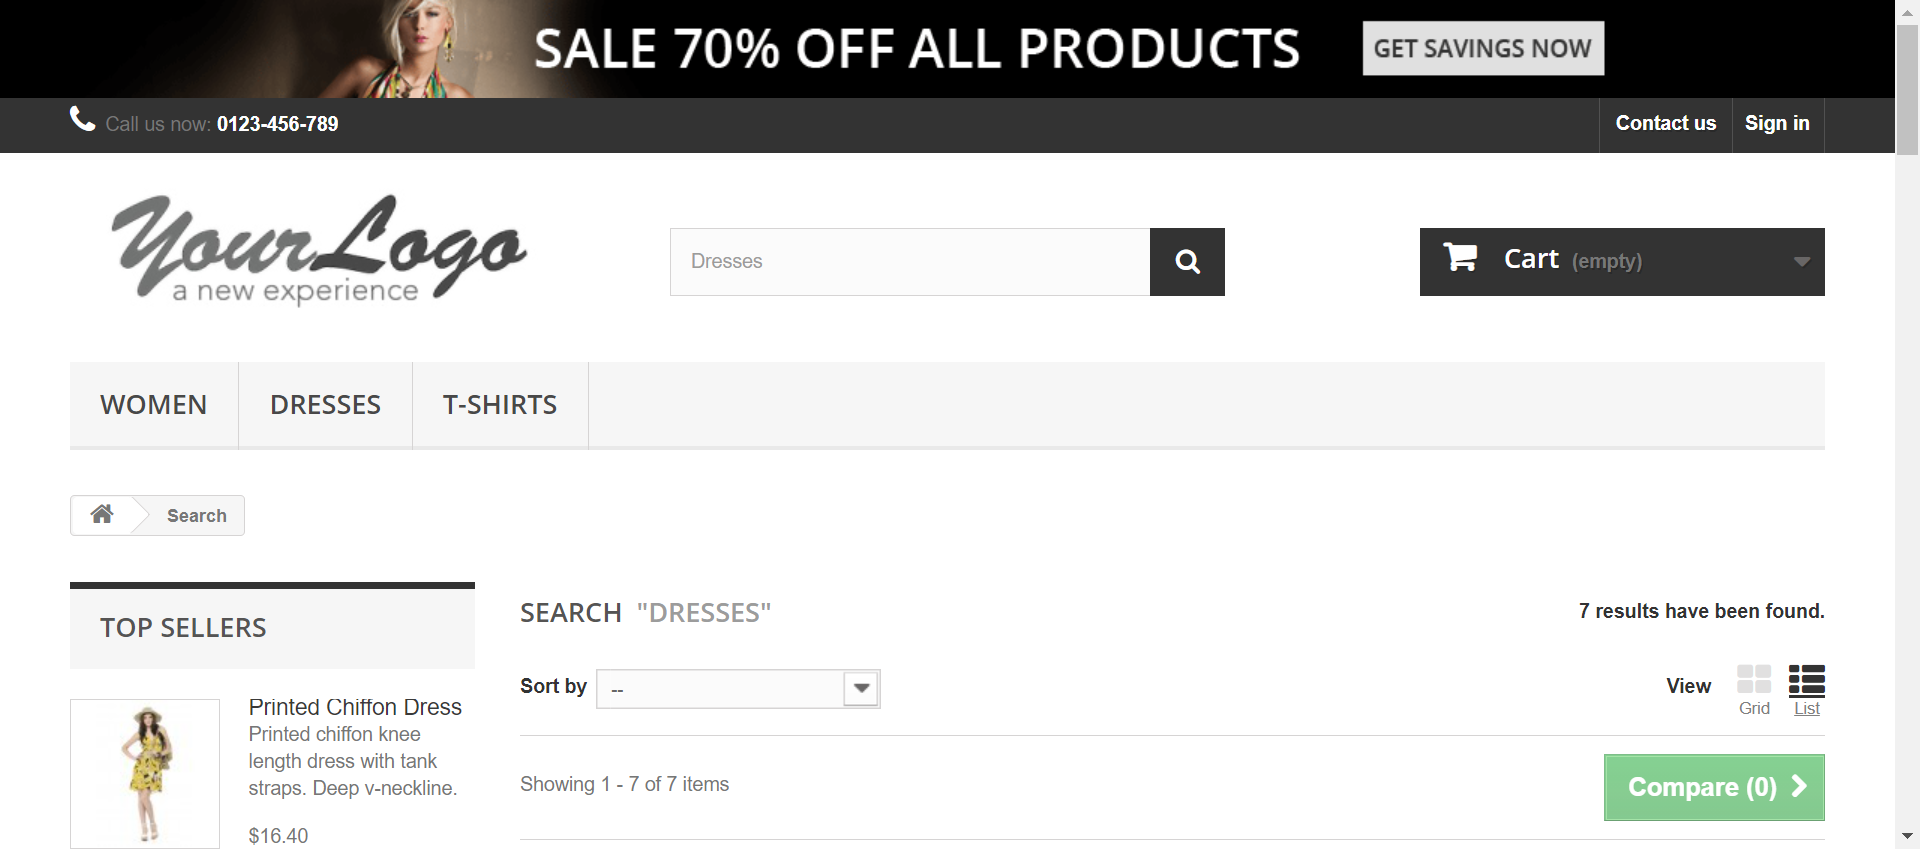 SALE 70% OFF ALL PRODUCTS
GET SAVINGS NOW
Call us now: 0123-456-789
Contact us
Sign in
Your Logo
a new experience
Dresses
Cart (empty)
WOMEN
DRESSES
T-SHIRTS
Search
TOP SELLERS
Printed Chiffon Dress
Printed chiffon knee
length dress with tank
straps. Deep v-neckline.
$16.40
SEARCH "DRESSES"
7 results have been found.
Sort by
--
View
Grid
List
Showing 1 - 7 of 7 items
Compare (0)